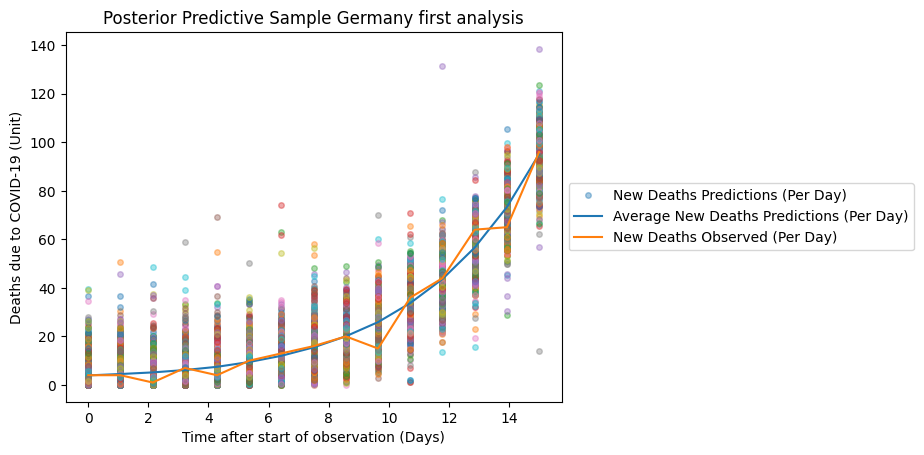 Posterior Predictive Sample Germany first analysis
140
120
100
80
60
40
20
0
Deaths due to COVID-19 (Unit)
0 2 4 6 8 10 12 14
Time after start of observation (Days)
New Deaths Predictions (Per Day)
Average New Deaths Predictions (Per Day)
New Deaths Observed (Per Day)